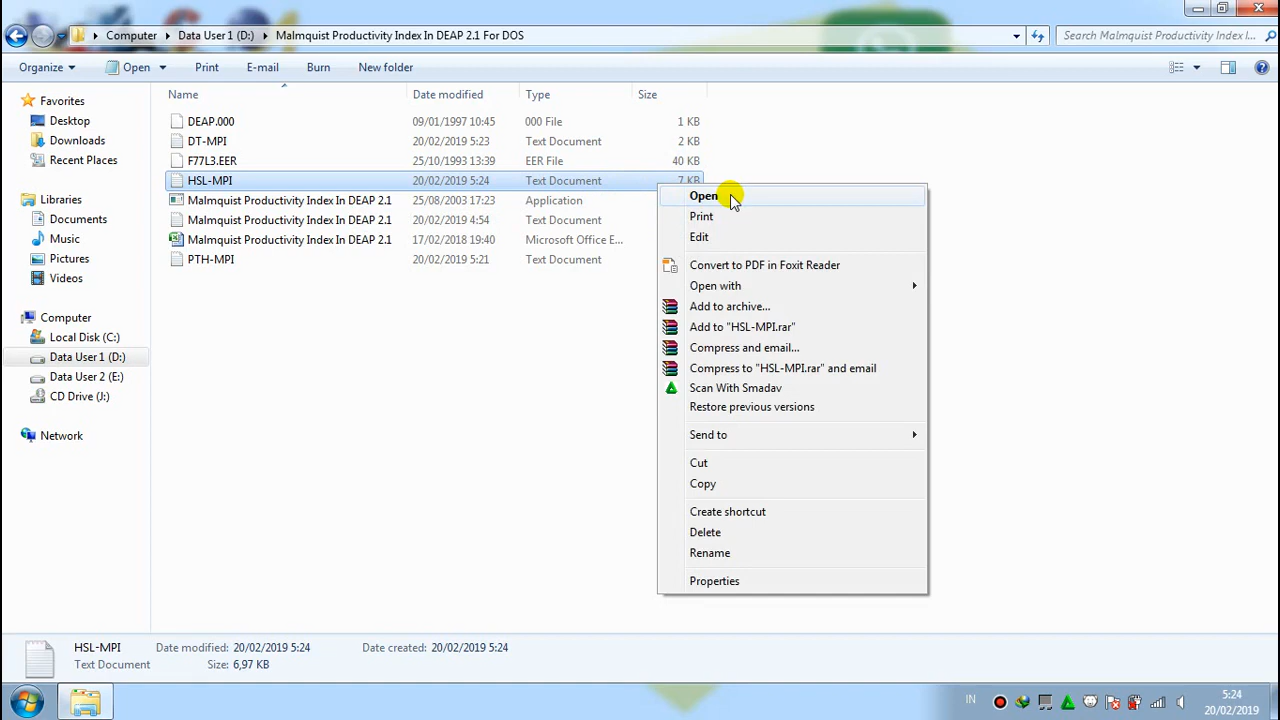 Computer ▸ Data User 1 (D:) ▸ Malmquist Productivity Index In DEAP 2.1 For DOS
Search Malmquist Productivity Index I...
Organize Open Print E-mail Burn New folder
Favorites
Desktop
Downloads
Recent Places
Libraries
Documents
Music
Pictures
Videos
Computer
Local Disk (C:)
Data User 1 (D:)
Data User 2 (E:)
CD Drive (J:)
Network
Name Date modified Type Size
DEAP.000 09/01/1997 10:45 000 File 1 KB
DT-MPI 20/02/2019 5:23 Text Document 2 KB
F77L3.EER 25/10/1993 13:39 EER File 40 KB
HSL-MPI 20/02/2019 5:24 Text Document 7 KB
Malmquist Productivity Index In DEAP 2.1 25/08/2003 17:23 Application
Malmquist Productivity Index In DEAP 2.1 20/02/2019 4:54 Text Document
Malmquist Productivity Index In DEAP 2.1 17/02/2018 19:40 Microsoft Office E...
PTH-MPI 20/02/2019 5:21 Text Document
Open
Print
Edit
Convert to PDF in Foxit Reader
Open with
Add to archive...
Add to "HSL-MPI.rar"
Compress and email...
Compress to "HSL-MPI.rar" and email
Scan With Smadav
Restore previous versions
Send to
Cut
Copy
Create shortcut
Delete
Rename
Properties
HSL-MPI Date modified: 20/02/2019 5:24 Date created: 20/02/2019 5:24
Text Document Size: 6,97 KB
IN
5:24
20/02/2019